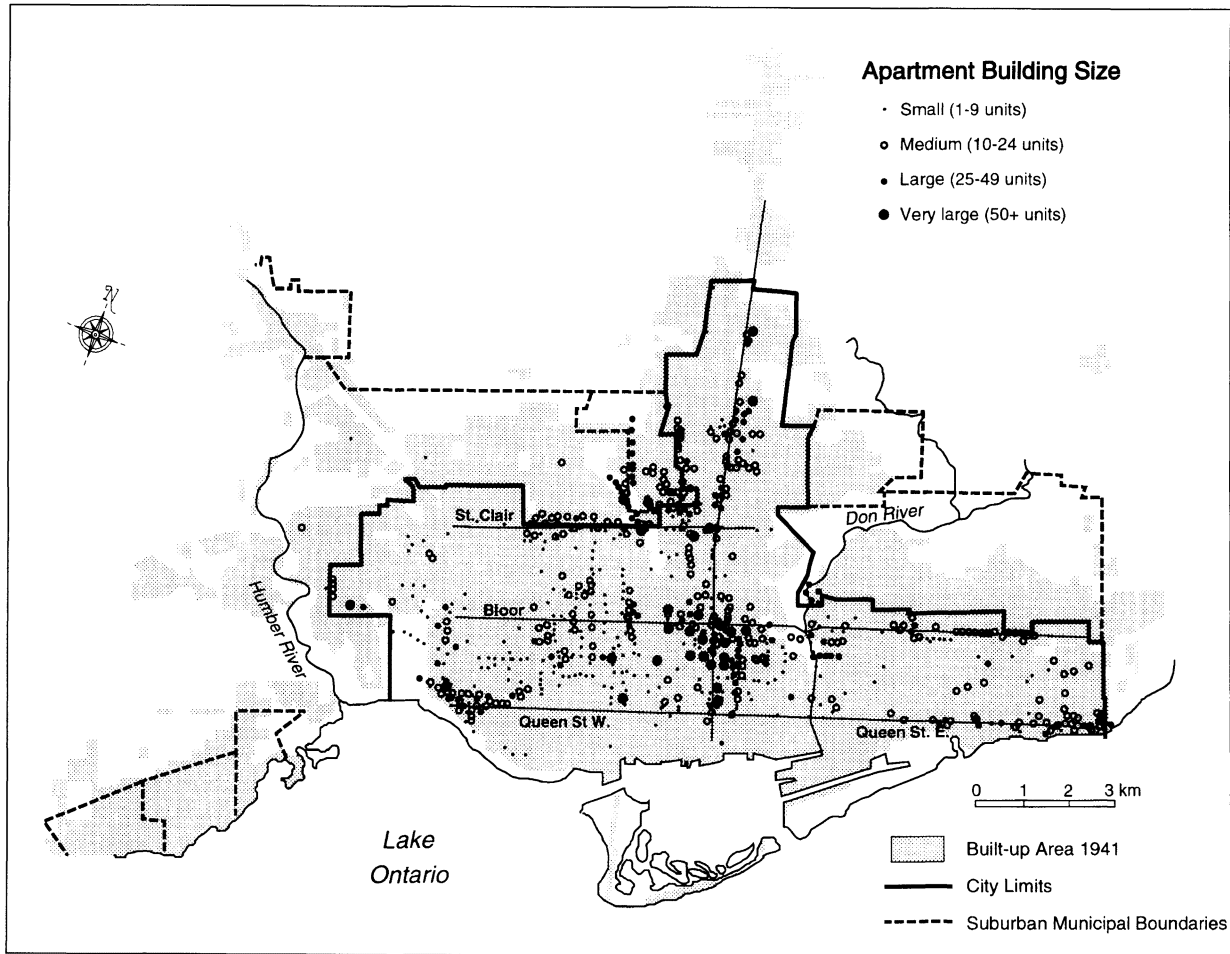 Apartment Building Size
Small (1-9 units)
Medium (10-24 units)
Large (25-49 units)
Very large (50+ units)
N
St. Clair
Don River
Humber River
Bloor
Queen St W.
Queen St. E.
0 1 2 3 km
Lake
Ontario
Built-up Area 1941
City Limits
Suburban Municipal Boundaries